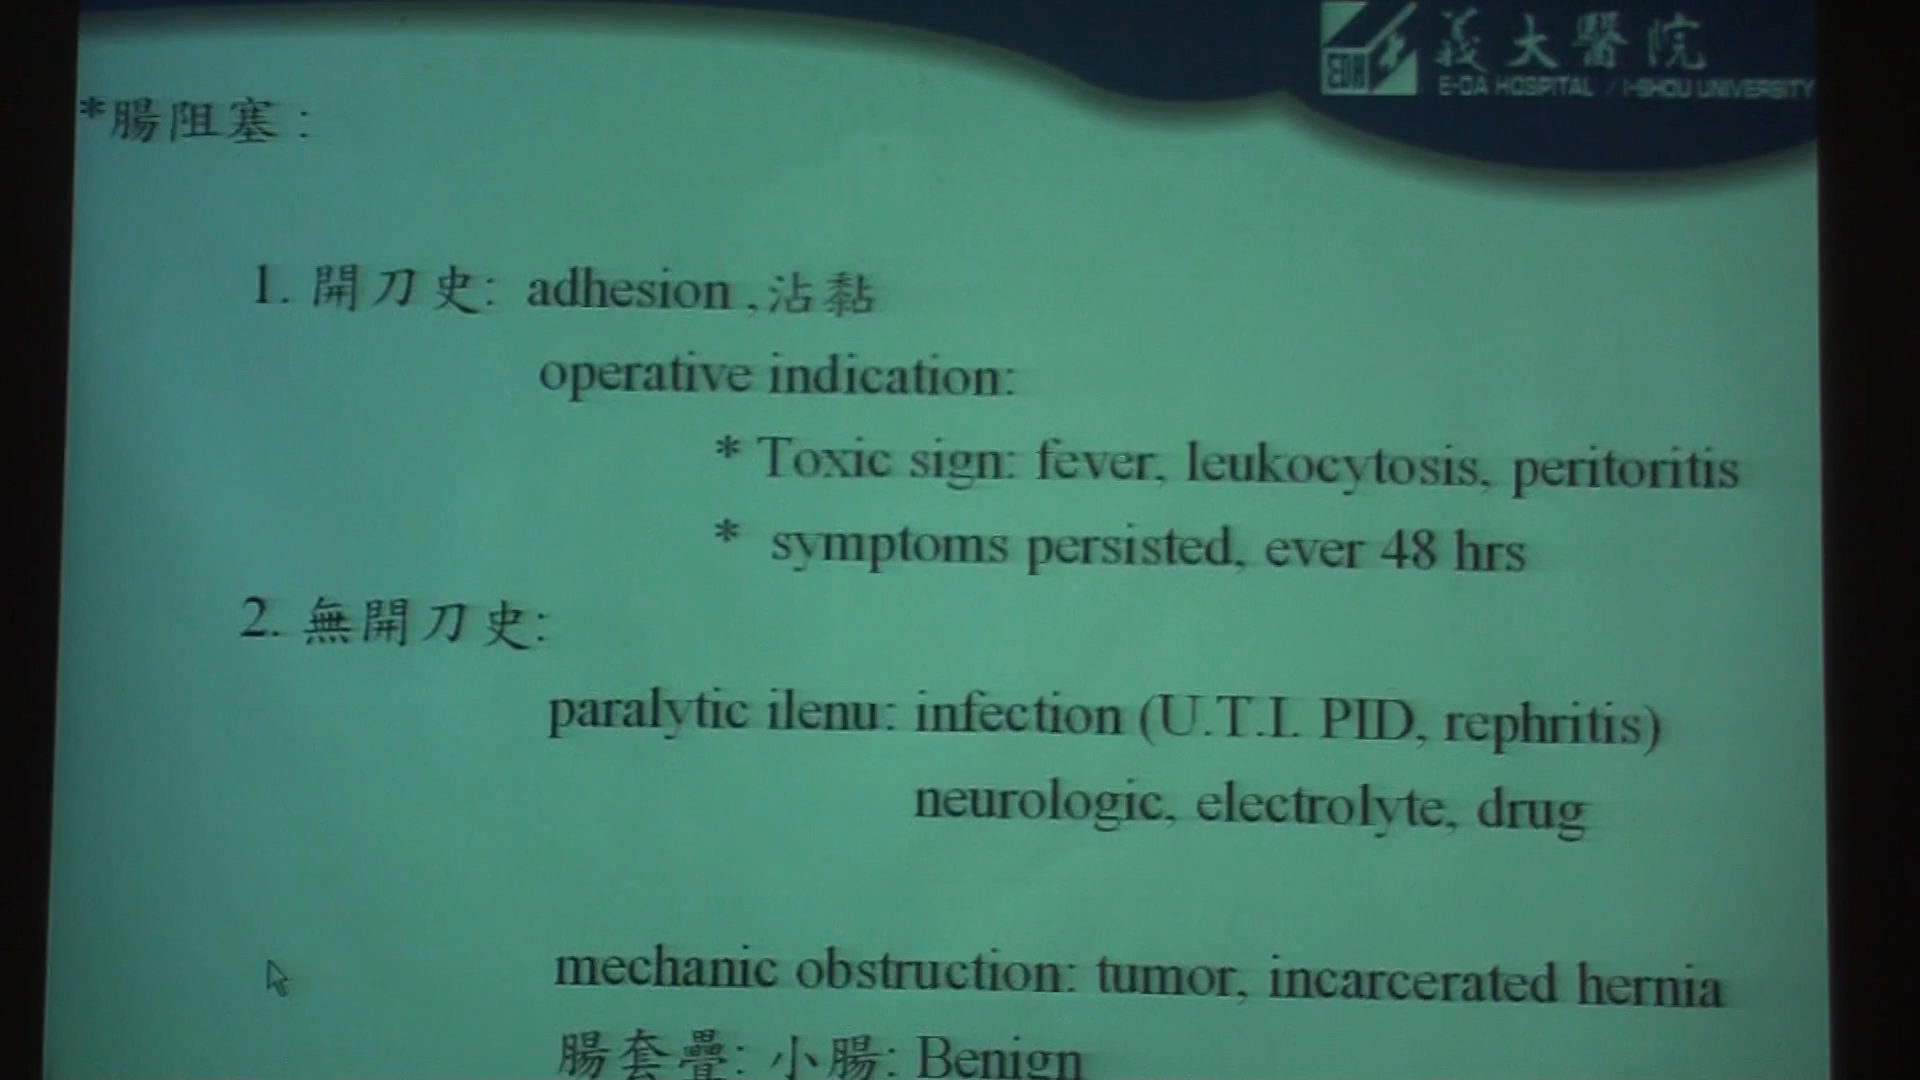 EDH 義大醫院
E-DA HOSPITAL / I-SHOU UNIVERSITY
*腸阻塞:
1. 開刀史: adhesion ,沾黏
operative indication:
* Toxic sign: fever, leukocytosis, peritoritis
* symptoms persisted, ever 48 hrs
2. 無開刀史:
paralytic ilenu: infection (U.T.I. PID, rephritis)
neurologic, electrolyte, drug
mechanic obstruction: tumor, incarcerated hernia
腸套疊: 小腸: Benign